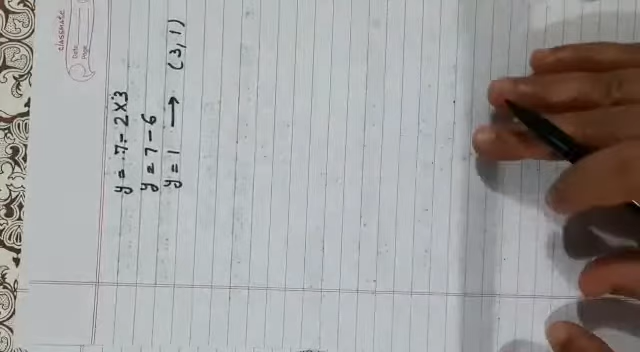 classmate
Date
Page
y = 7 - 2 × 3
y = 7 - 6
y = 1 → (3, 1)